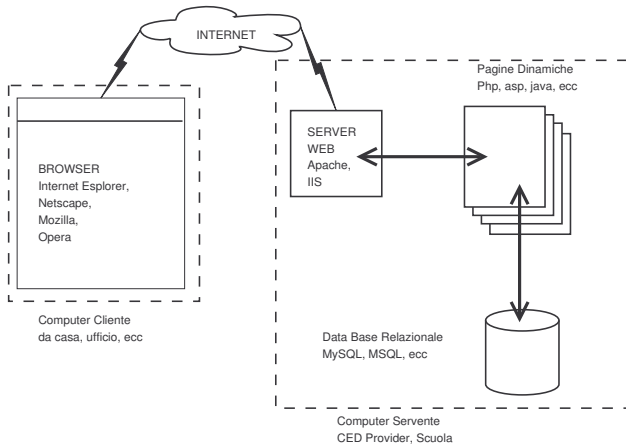 INTERNET
Pagine Dinamiche
Php, asp, java, ecc
SERVER
WEB
Apache,
IIS
BROWSER
Internet Esplorer,
Netscape,
Mozilla,
Opera
Computer Cliente
da casa, ufficio, ecc
Data Base Relazionale
MySQL, MSQL, ecc
Computer Servente
CED Provider, Scuola